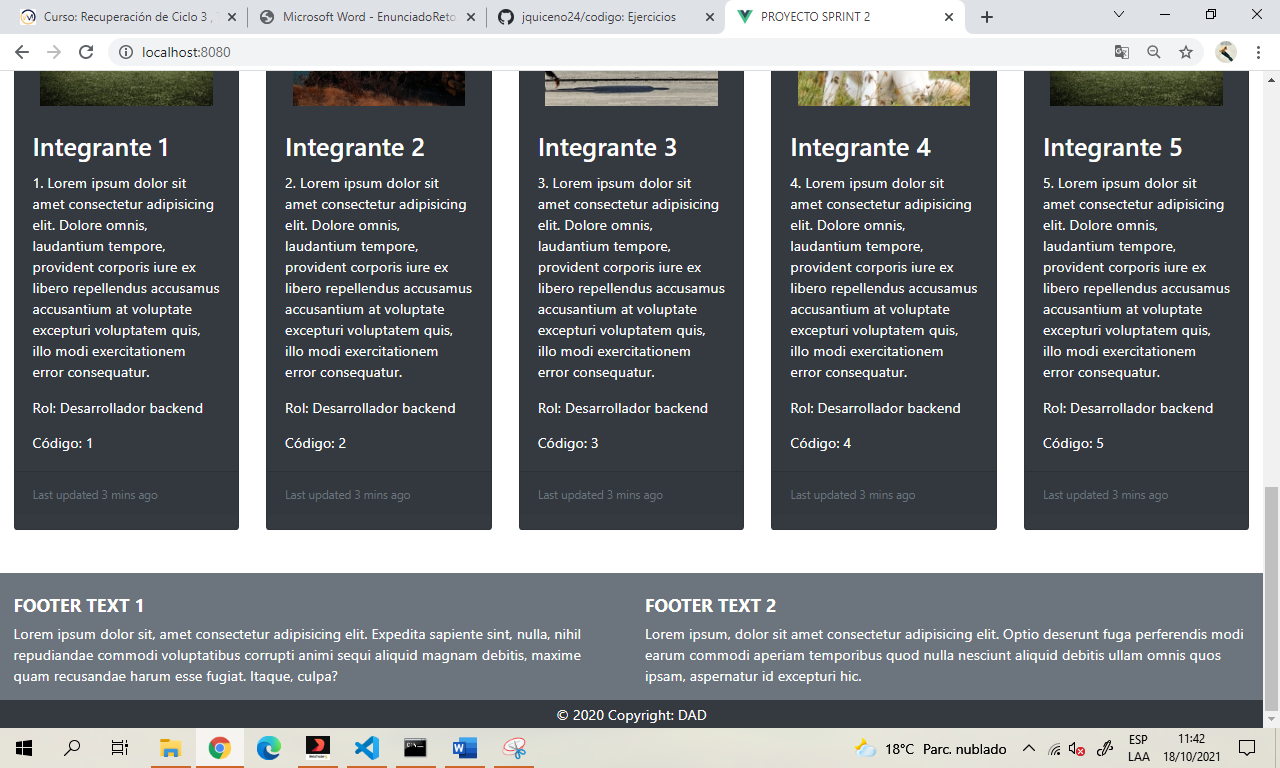 Curso: Recuperación de Ciclo 3 ,
Microsoft Word - EnunciadoReto
jquiceno24/codigo: Ejercicios
PROYECTO SPRINT 2
localhost:8080
Integrante 1
1. Lorem ipsum dolor sit
amet consectetur adipisicing
elit. Dolore omnis,
laudantium tempore,
provident corporis iure ex
libero repellendus accusamus
accusantium at voluptate
excepturi voluptatem quis,
illo modi exercitationem
error consequatur.
Rol: Desarrollador backend
Código: 1
Last updated 3 mins ago
Integrante 2
2. Lorem ipsum dolor sit
amet consectetur adipisicing
elit. Dolore omnis,
laudantium tempore,
provident corporis iure ex
libero repellendus accusamus
accusantium at voluptate
excepturi voluptatem quis,
illo modi exercitationem
error consequatur.
Rol: Desarrollador backend
Código: 2
Last updated 3 mins ago
Integrante 3
3. Lorem ipsum dolor sit
amet consectetur adipisicing
elit. Dolore omnis,
laudantium tempore,
provident corporis iure ex
libero repellendus accusamus
accusantium at voluptate
excepturi voluptatem quis,
illo modi exercitationem
error consequatur.
Rol: Desarrollador backend
Código: 3
Last updated 3 mins ago
Integrante 4
4. Lorem ipsum dolor sit
amet consectetur adipisicing
elit. Dolore omnis,
laudantium tempore,
provident corporis iure ex
libero repellendus accusamus
accusantium at voluptate
excepturi voluptatem quis,
illo modi exercitationem
error consequatur.
Rol: Desarrollador backend
Código: 4
Last updated 3 mins ago
Integrante 5
5. Lorem ipsum dolor sit
amet consectetur adipisicing
elit. Dolore omnis,
laudantium tempore,
provident corporis iure ex
libero repellendus accusamus
accusantium at voluptate
excepturi voluptatem quis,
illo modi exercitationem
error consequatur.
Rol: Desarrollador backend
Código: 5
Last updated 3 mins ago
FOOTER TEXT 1
Lorem ipsum dolor sit, amet consectetur adipisicing elit. Expedita sapiente sint, nulla, nihil
repudiandae commodi voluptatibus corrupti animi sequi aliquid magnam debitis, maxime
quam recusandae harum esse fugiat. Itaque, culpa?
FOOTER TEXT 2
Lorem ipsum, dolor sit amet consectetur adipisicing elit. Optio deserunt fuga perferendis modi
earum commodi aperiam temporibus quod nulla nesciunt aliquid debitis ullam omnis quos
ipsam, aspernatur id excepturi hic.
© 2020 Copyright: DAD
18°C Parc. nublado
ESP
LAA
11:42
18/10/2021